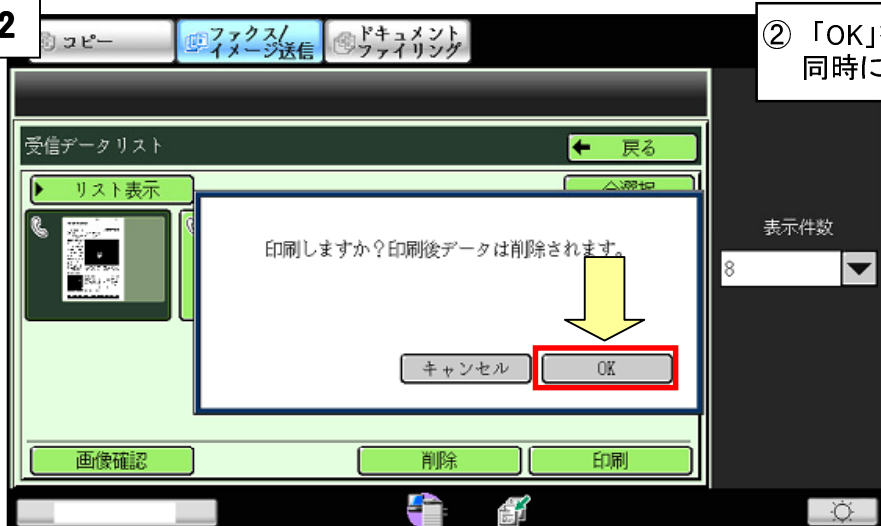 2
コピー
ファクス/
イメージ送信
ドキュメント
ファイリング
② 「OK」
同時に
受信データリスト
戻る
リスト表示
全選択
表示件数
8
印刷しますか？印刷後データは削除されます。
キャンセル
OK
画像確認
削除
印刷